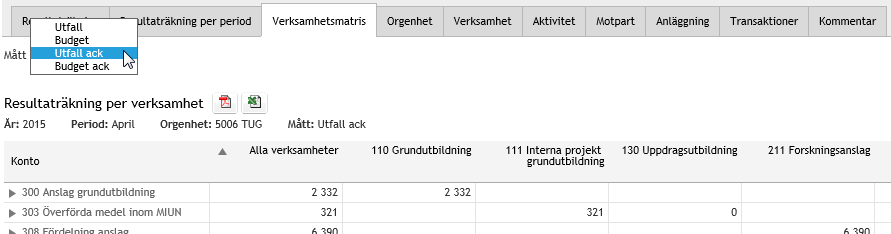 Resultaträkning per period Verksamhetsmatris Orgenhet Verksamhet Aktivitet Motpart Anläggning Transaktioner Kommentar
Utfall
Budget
Mått Utfall ack
Budget ack
Resultaträkning per verksamhet
År: 2015 Period: April Orgenhet: 5006 TUG Mått: Utfall ack
Konto Alla verksamheter 110 Grundutbildning 111 Interna projekt grundutbildning 130 Uppdragsutbildning 211 Forskningsanslag
300 Anslag grundutbildning 2 332 2 332
303 Överförda medel inom MIUN 321 321 0
308 Fördelning anslag 6 390 6 390